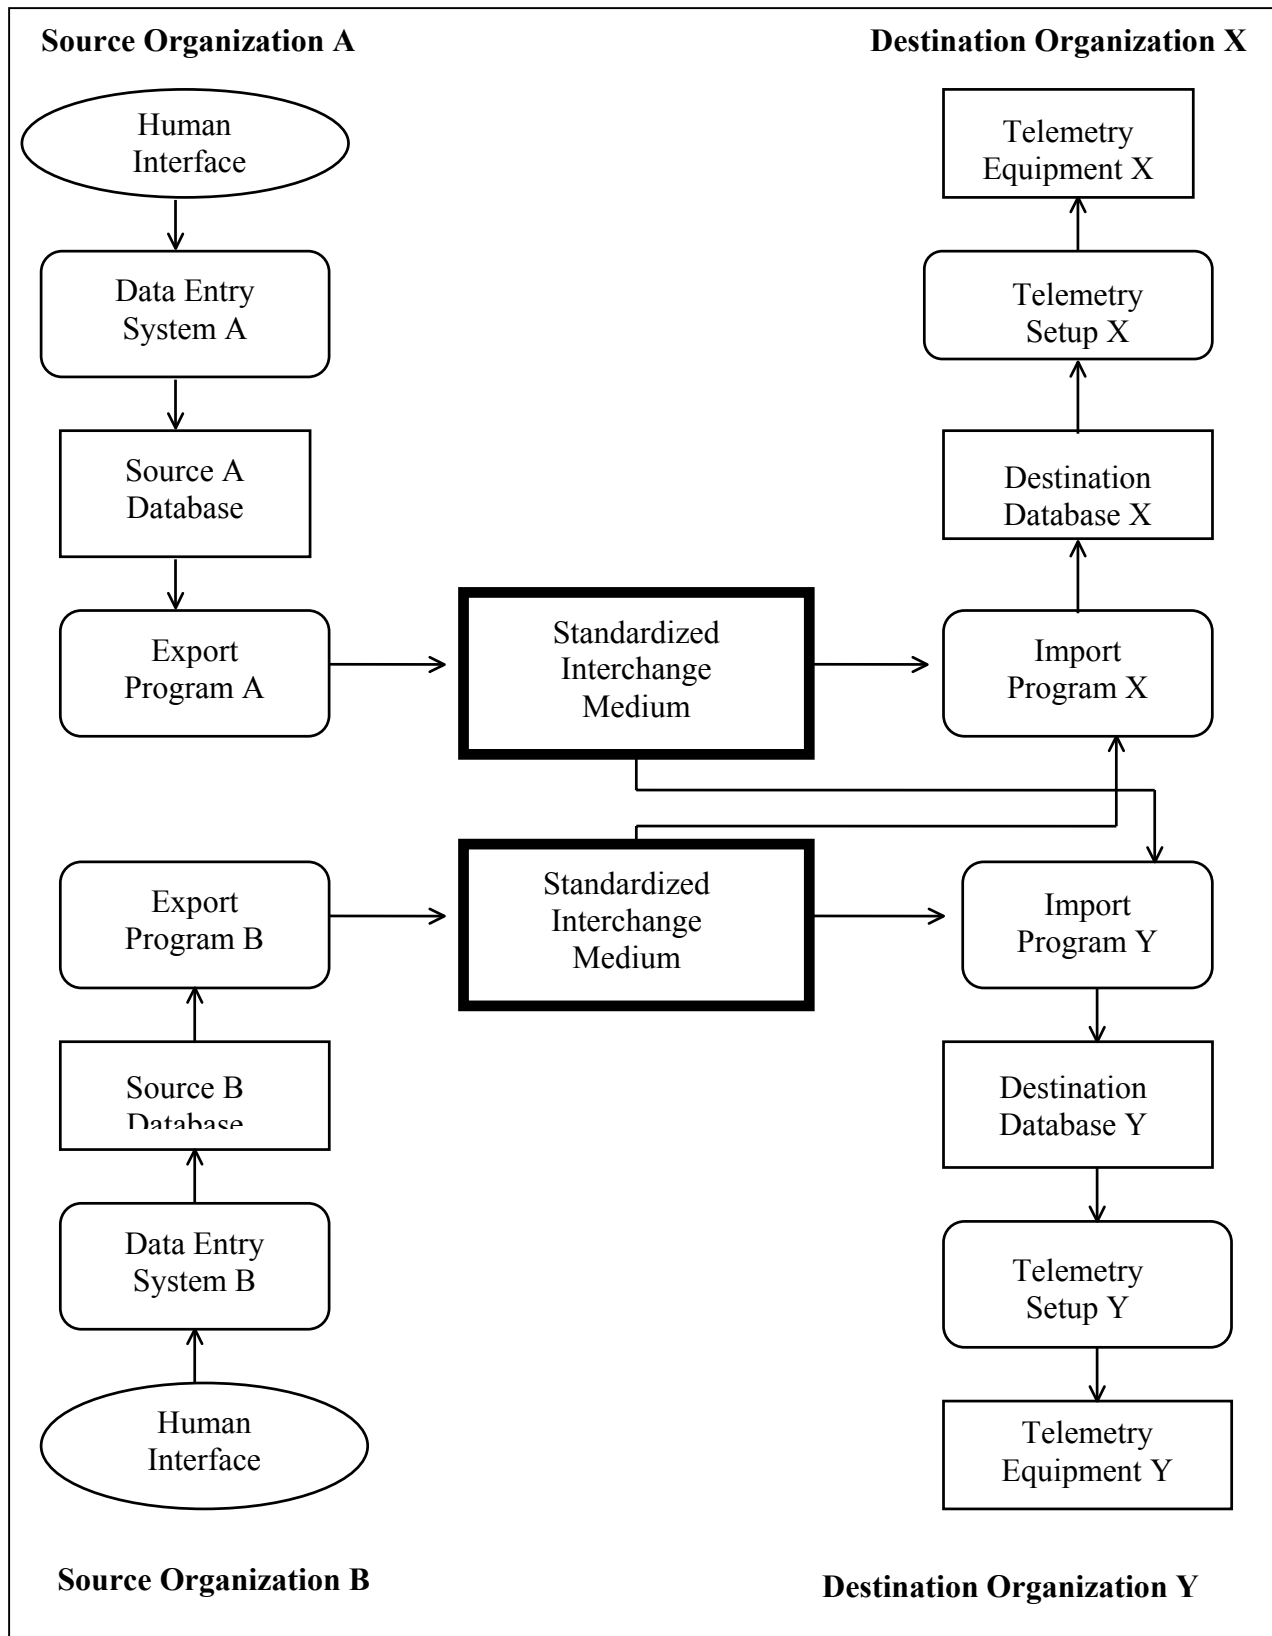 Source Organization A
Destination Organization X
Human
Interface
Telemetry
Equipment X
Data Entry
System A
Telemetry
Setup X
Source A
Database
Destination
Database X
Export
Program A
Standardized
Interchange
Medium
Import
Program X
Export
Program B
Standardized
Interchange
Medium
Import
Program Y
Source B
Database
Destination
Database Y
Data Entry
System B
Telemetry
Setup Y
Human
Interface
Telemetry
Equipment Y
Source Organization B
Destination Organization Y